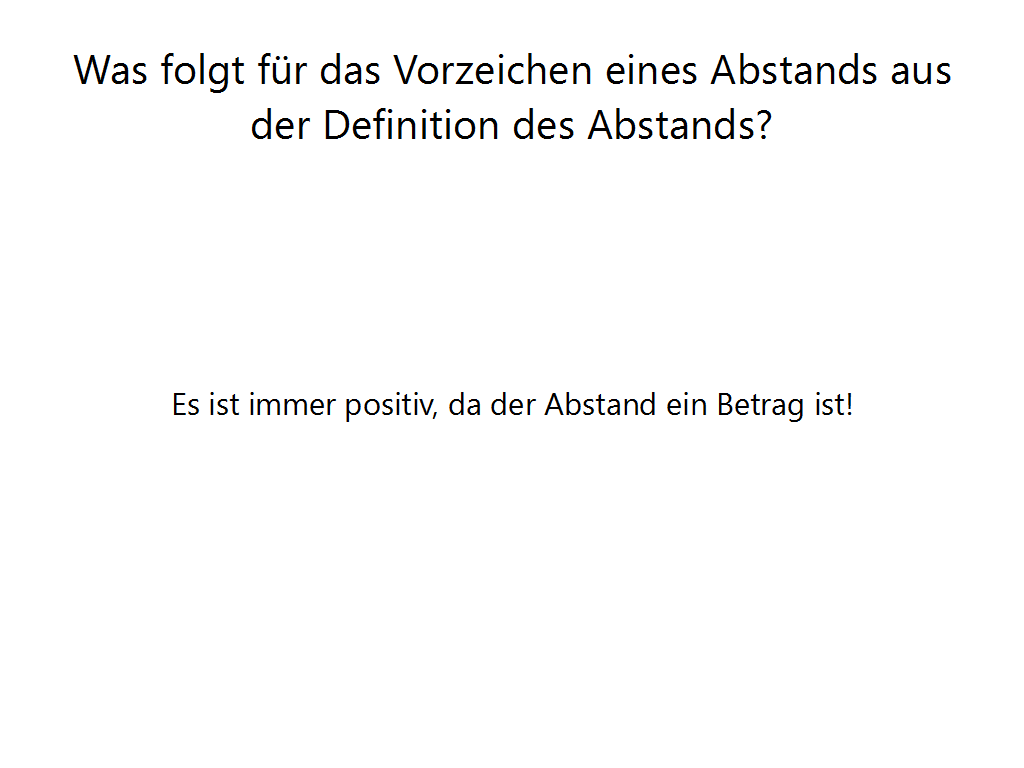 Was folgt für das Vorzeichen eines Abstands aus
der Definition des Abstands?
Es ist immer positiv, da der Abstand ein Betrag ist!